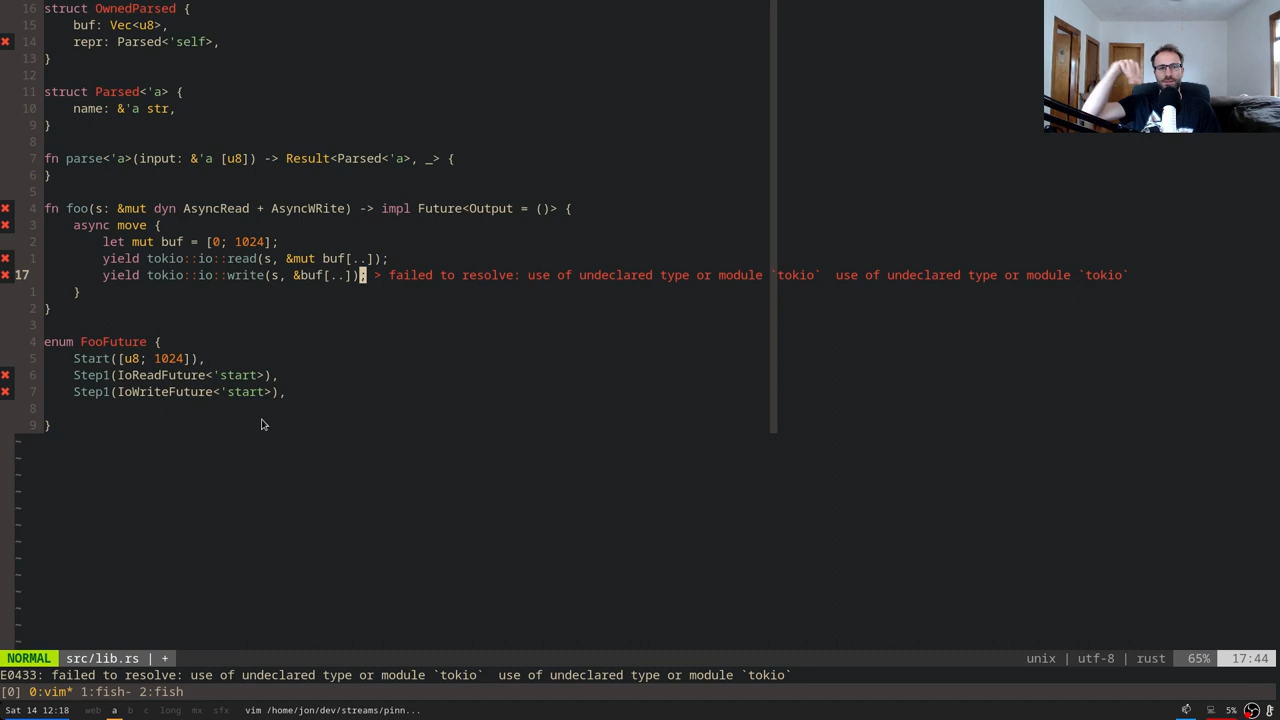 16 struct OwnedParsed {
15     buf: Vec<u8>,
✖ 14     repr: Parsed<'self>,
13 }
12
11 struct Parsed<'a> {
10     name: &'a str,
9 }
8
7 fn parse<'a>(input: &'a [u8]) -> Result<Parsed<'a>, _> {
6 }
5
✖ 4 fn foo(s: &mut dyn AsyncRead + AsyncWRite) -> impl Future<Output = ()> {
✖ 3     async move {
2         let mut buf = [0; 1024];
✖ 1         yield tokio::io::read(s, &mut buf[..]);
✖ 17         yield tokio::io::write(s, &buf[..]); > failed to resolve: use of undeclared type or module `tokio`  use of undeclared type or module `tokio`
1     }
2 }
3
4 enum FooFuture {
5     Start([u8; 1024]),
✖ 6     Step1(IoReadFuture<'start>),
✖ 7     Step1(IoWriteFuture<'start>),
8
9 }
~
~
~
~
~
~
~
~
~
~
~
~
~
NORMAL src/lib.rs | + unix | utf-8 | rust 65% 17:44
E0433: failed to resolve: use of undeclared type or module `tokio`  use of undeclared type or module `tokio`
[0] 0:vim* 1:fish- 2:fish
Sat 14 12:18 web a b c long mx sfx vim /home/jon/dev/streams/pinn... 5%